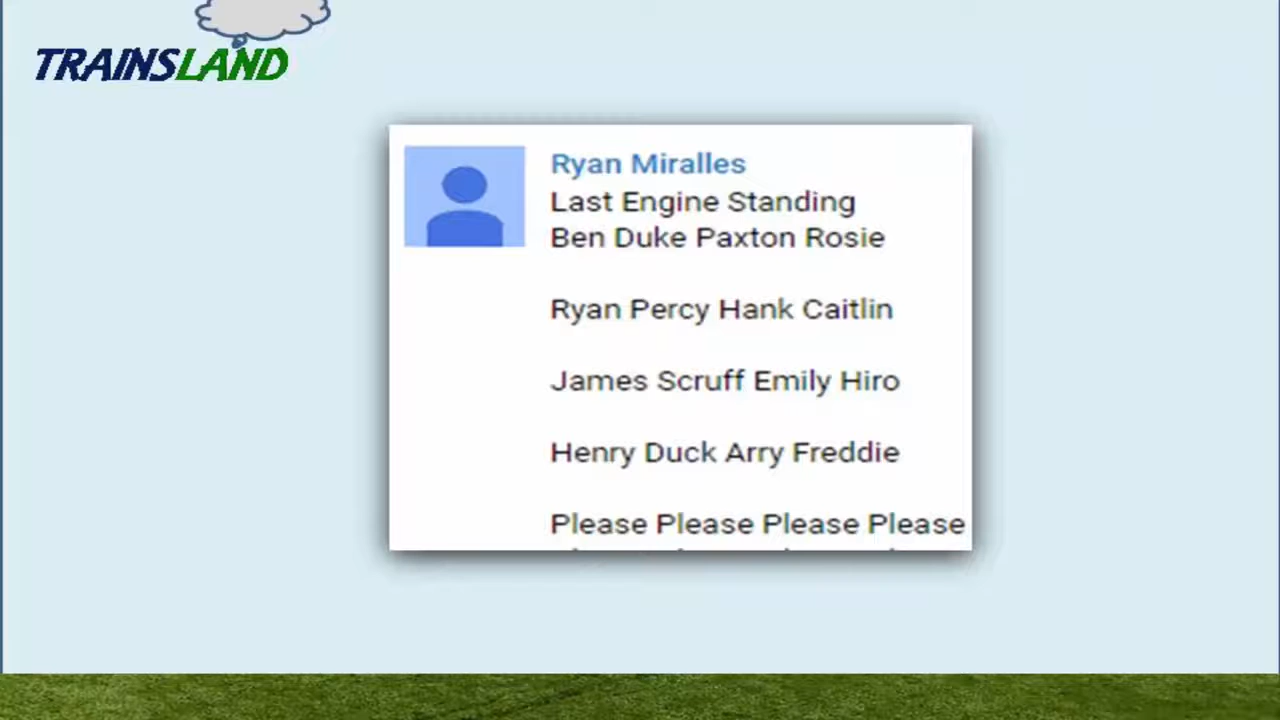 TRAINSLAND
Ryan Miralles
Last Engine Standing
Ben Duke Paxton Rosie
Ryan Percy Hank Caitlin
James Scruff Emily Hiro
Henry Duck Arry Freddie
Please Please Please Please